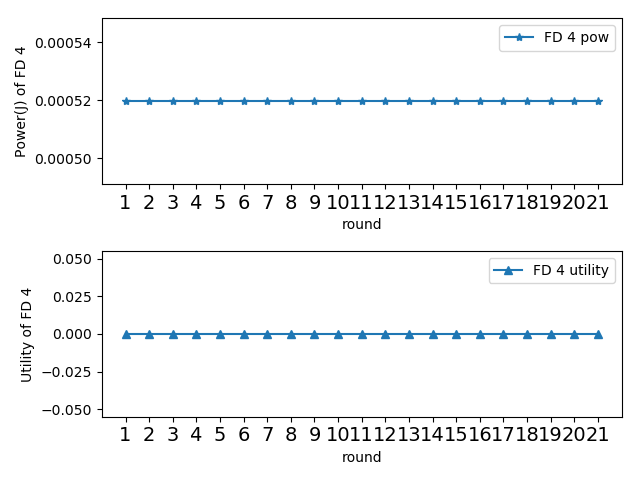 Power(J) of FD 4
0.00054
0.00052
0.00050
FD 4 pow
1 2 3 4 5 6 7 8 9 10 11 12 13 14 15 16 17 18 19 20 21
round
Utility of FD 4
0.050
0.025
0.000
−0.025
−0.050
FD 4 utility
1 2 3 4 5 6 7 8 9 10 11 12 13 14 15 16 17 18 19 20 21
round